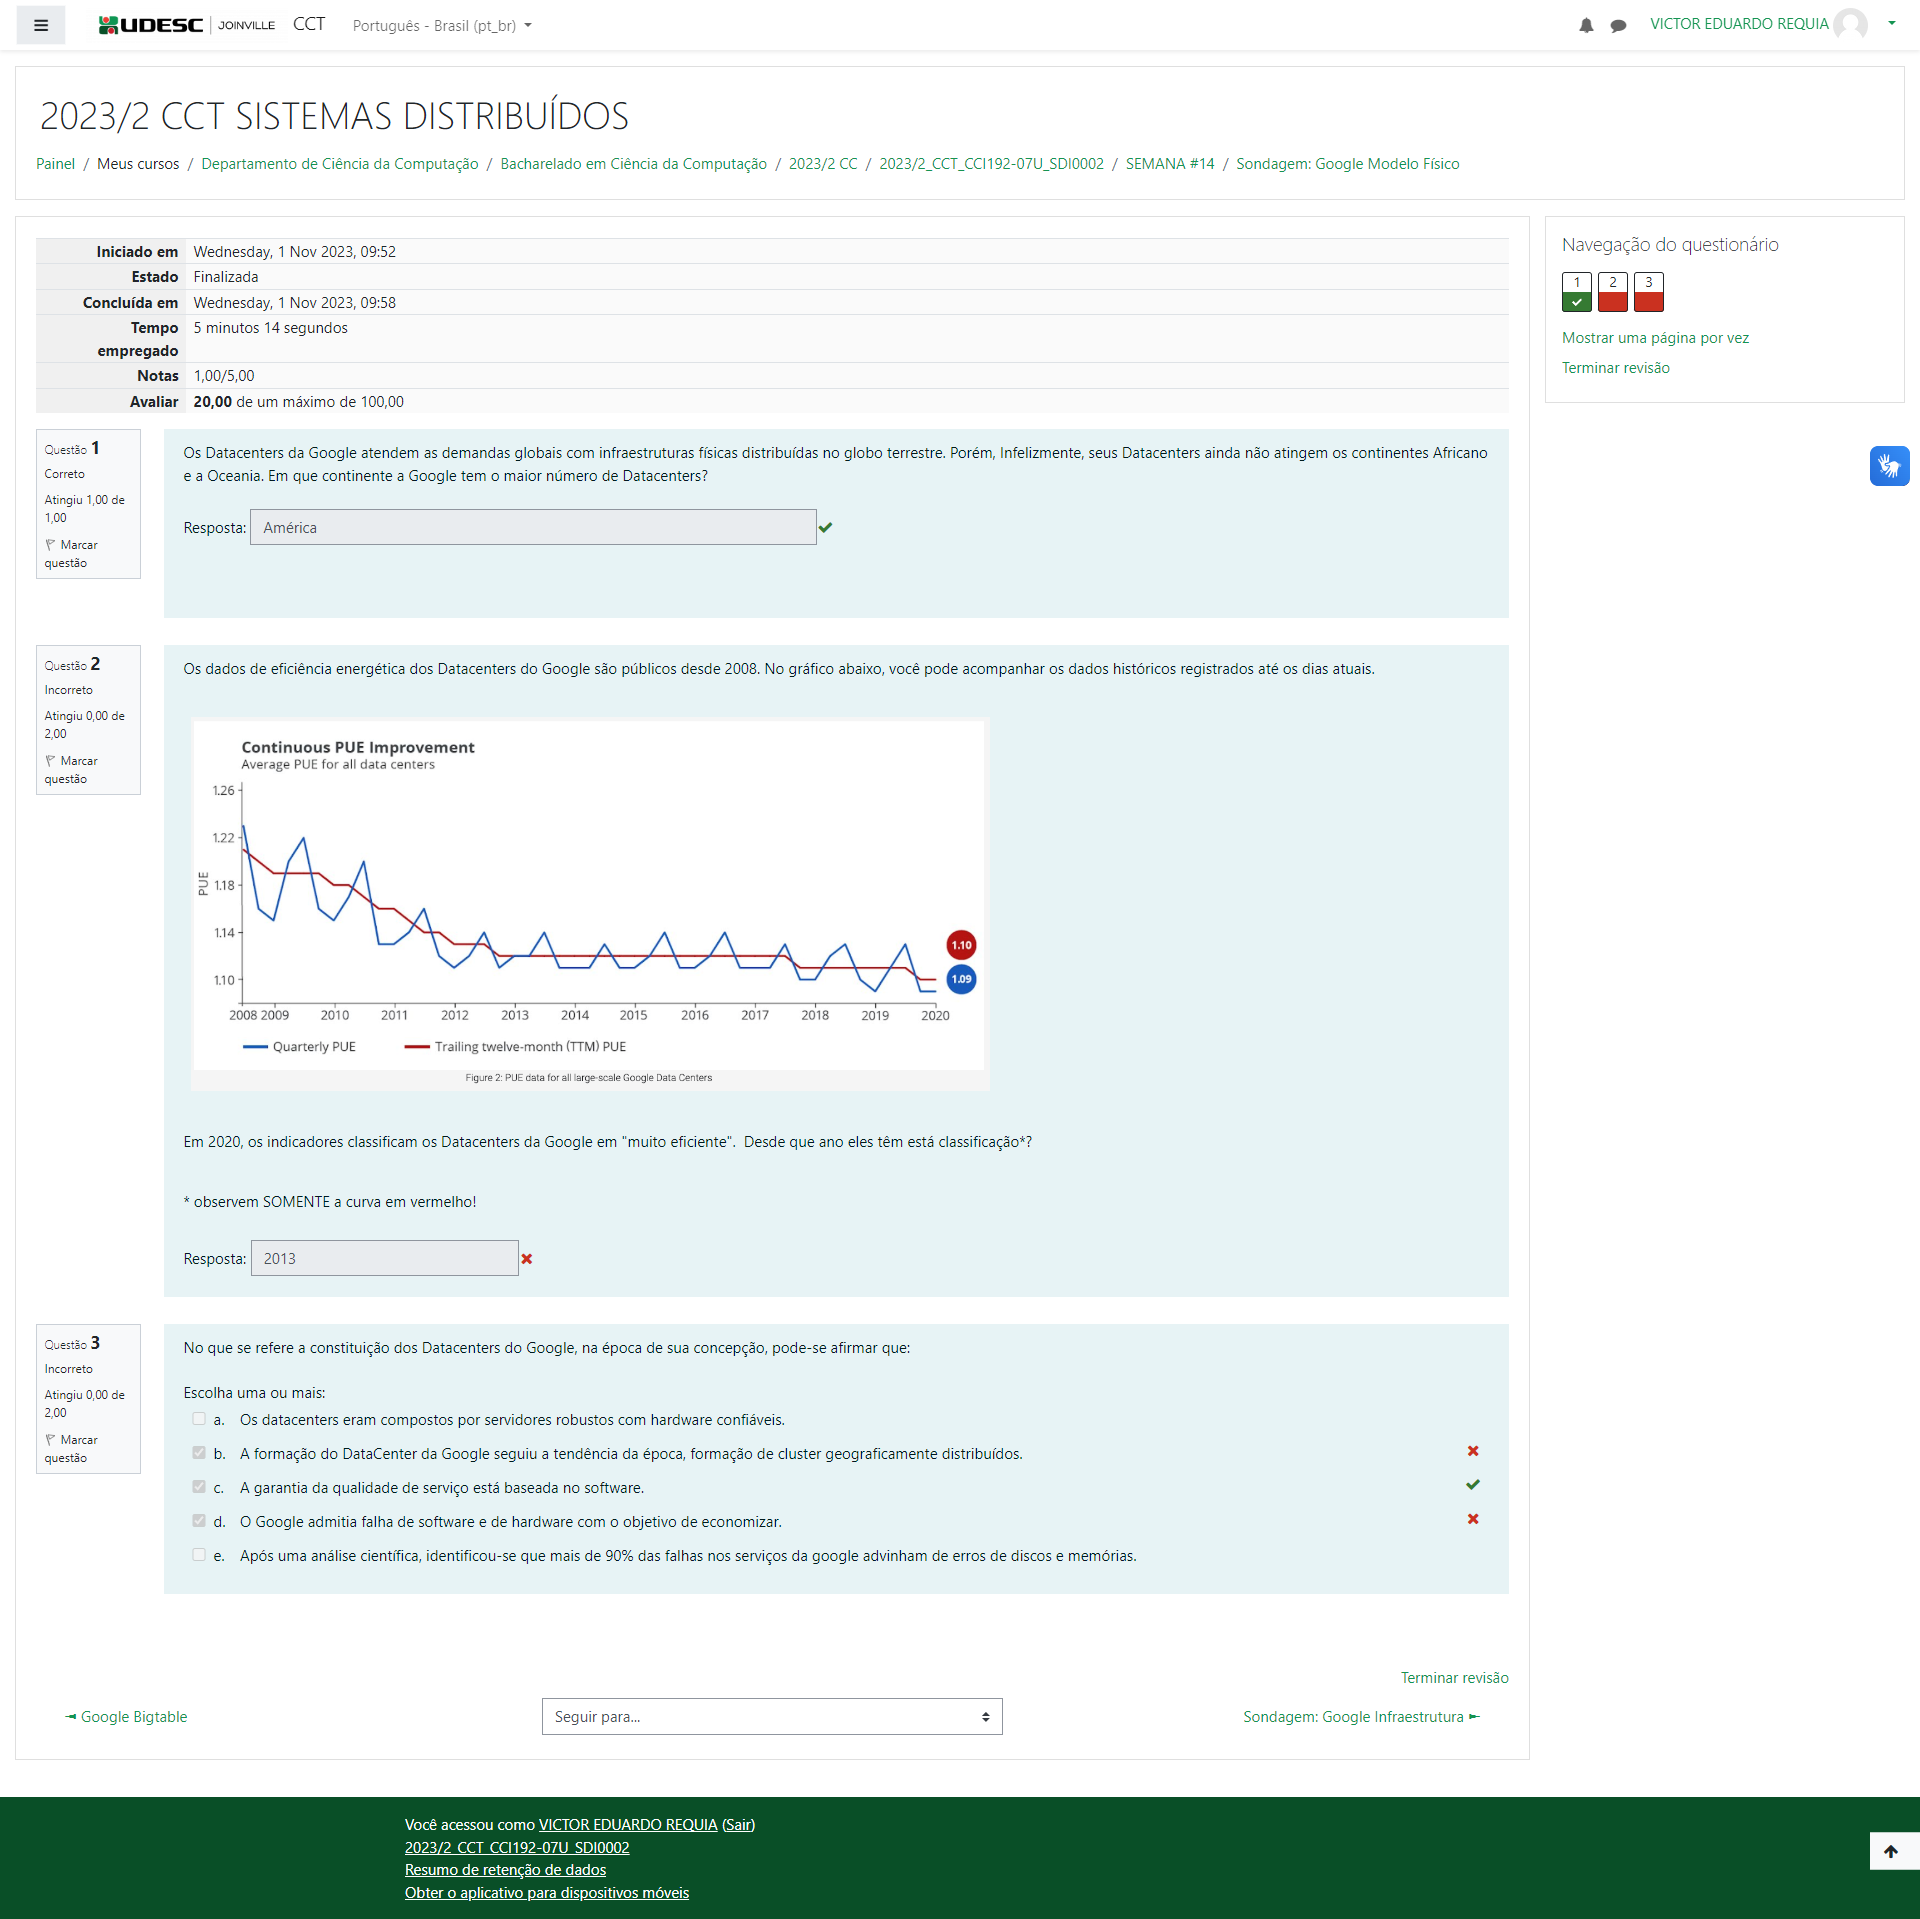 UDESC JOINVILLE CCT Português - Brasil (pt_br) VICTOR EDUARDO REQUIA
2023/2 CCT SISTEMAS DISTRIBUÍDOS
Painel / Meus cursos / Departamento de Ciência da Computação / Bacharelado em Ciência da Computação / 2023/2 CC / 2023/2_CCT_CCI192-07U_SDI0002 / SEMANA #14 / Sondagem: Google Modelo Físico
Iniciado em Wednesday, 1 Nov 2023, 09:52
Estado Finalizada
Concluída em Wednesday, 1 Nov 2023, 09:58
Tempo empregado 5 minutos 14 segundos
Notas 1,00/5,00
Avaliar 20,00 de um máximo de 100,00
Navegação do questionário
1 2 3
Mostrar uma página por vez
Terminar revisão
Questão 1
Correto
Atingiu 1,00 de
1,00
Marcar
questão
Os Datacenters da Google atendem as demandas globais com infraestruturas físicas distribuídas no globo terrestre. Porém, Infelizmente, seus Datacenters ainda não atingem os continentes Africano
e a Oceania. Em que continente a Google tem o maior número de Datacenters?
Resposta: América
Questão 2
Incorreto
Atingiu 0,00 de
2,00
Marcar
questão
Os dados de eficiência energética dos Datacenters do Google são públicos desde 2008. No gráfico abaixo, você pode acompanhar os dados históricos registrados até os dias atuais.
Continuous PUE Improvement
Average PUE for all data centers
PUE
1.26
1.22
1.18
1.14
1.10
1.10
1.09
2008 2009 2010 2011 2012 2013 2014 2015 2016 2017 2018 2019 2020
Quarterly PUE Trailing twelve-month (TTM) PUE
Figure 2: PUE data for all large-scale Google Data Centers
Em 2020, os indicadores classificam os Datacenters da Google em "muito eficiente". Desde que ano eles têm está classificação*?
* observem SOMENTE a curva em vermelho!
Resposta: 2013
Questão 3
Incorreto
Atingiu 0,00 de
2,00
Marcar
questão
No que se refere a constituição dos Datacenters do Google, na época de sua concepção, pode-se afirmar que:
Escolha uma ou mais:
a. Os datacenters eram compostos por servidores robustos com hardware confiáveis.
b. A formação do DataCenter da Google seguiu a tendência da época, formação de cluster geograficamente distribuídos.
c. A garantia da qualidade de serviço está baseada no software.
d. O Google admitia falha de software e de hardware com o objetivo de economizar.
e. Após uma análise científica, identificou-se que mais de 90% das falhas nos serviços da google advinham de erros de discos e memórias.
Terminar revisão
◄ Google Bigtable
Seguir para...
Sondagem: Google Infraestrutura ►
Você acessou como VICTOR EDUARDO REQUIA (Sair)
2023/2_CCT_CCI192-07U_SDI0002
Resumo de retenção de dados
Obter o aplicativo para dispositivos móveis